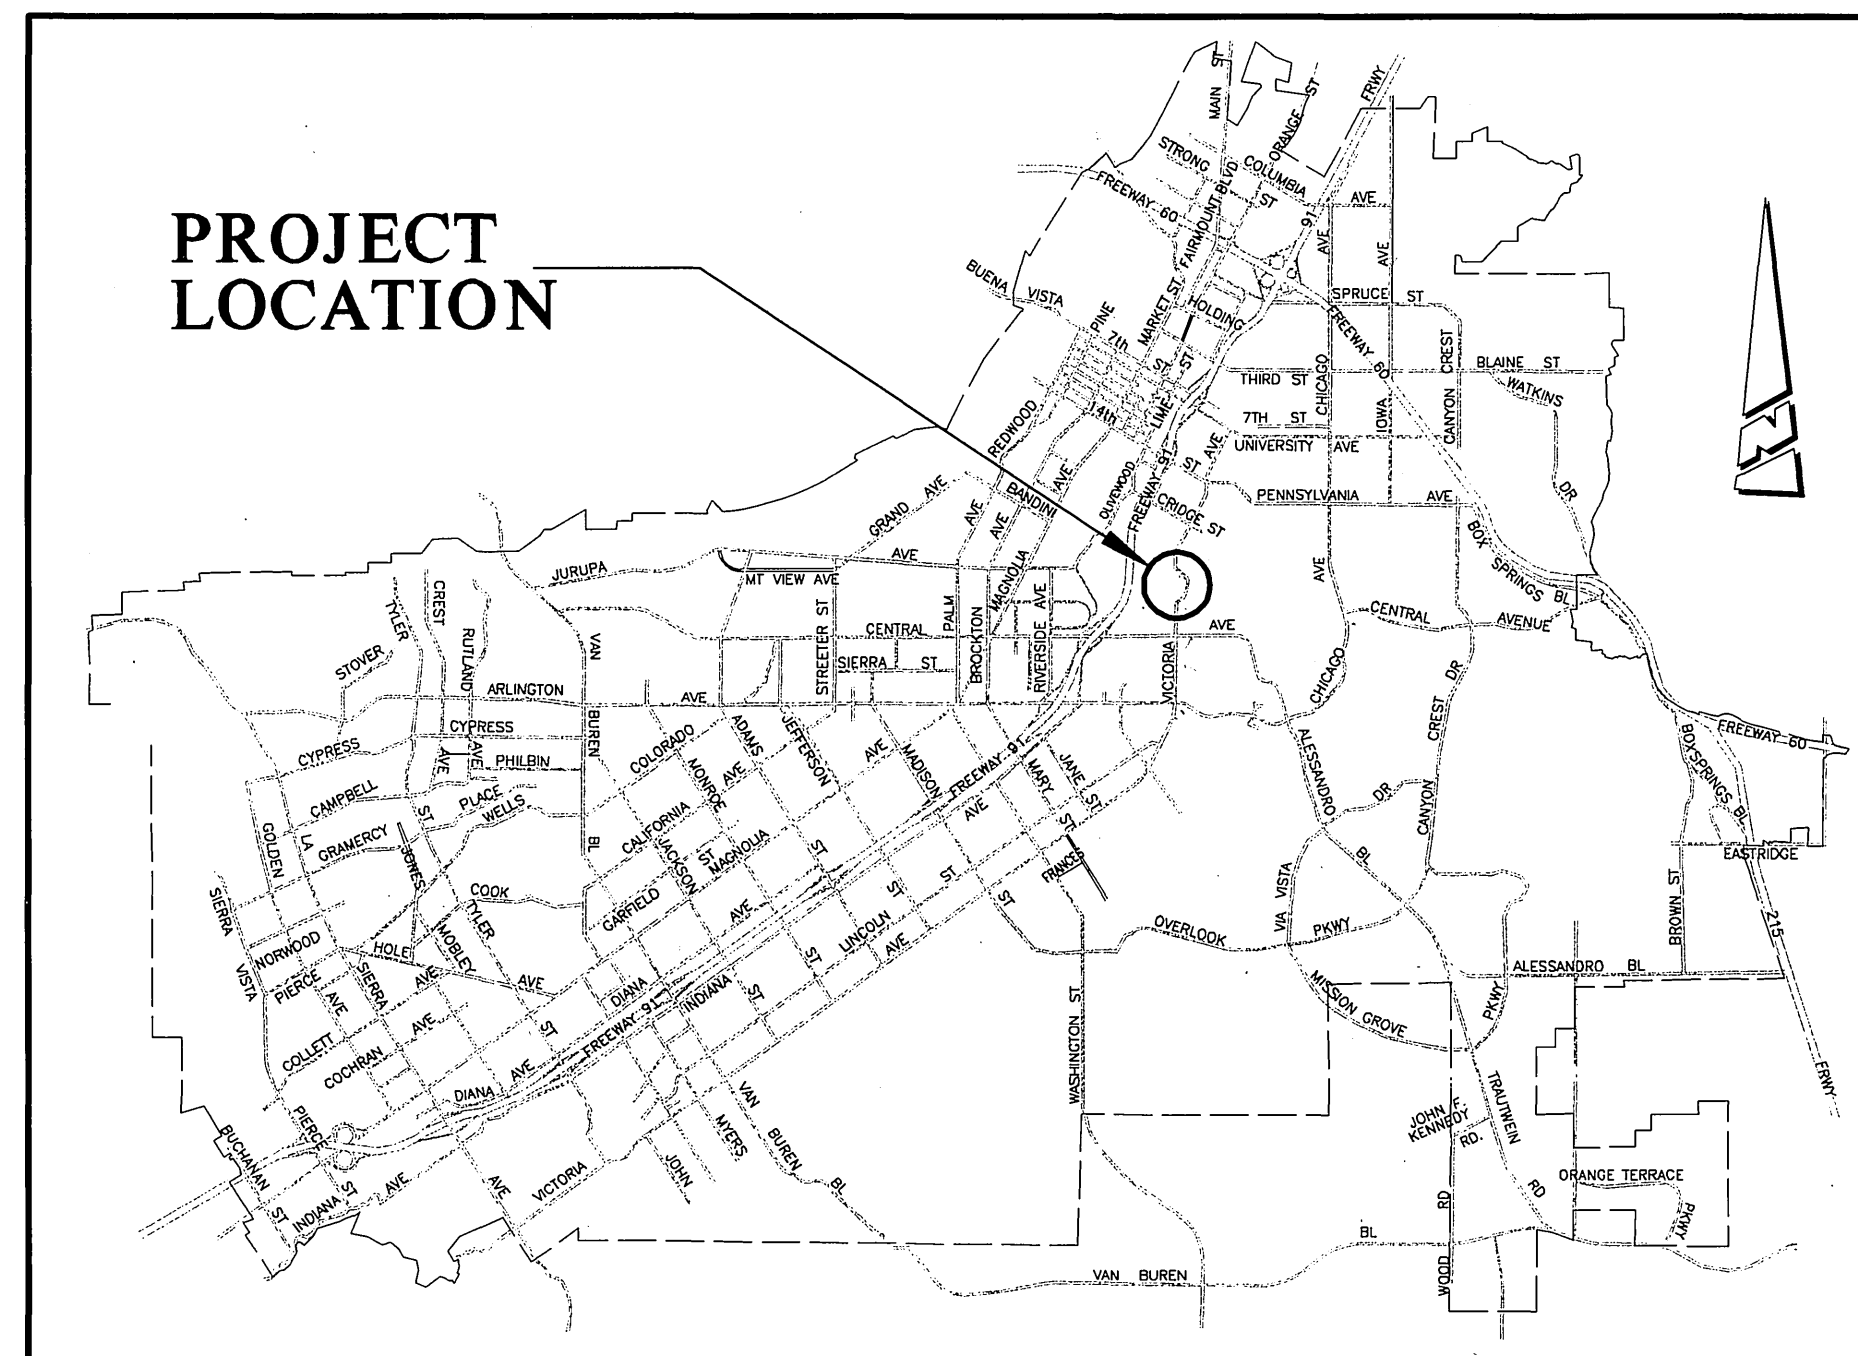 PROJECT
LOCATION
MAIN ST
ORANGE ST
FRWY
STRONG
COLUMBIA
AVE
ST
FREEWAY 60
FAIRMOUNT BLVD
91
AVE
AVE
BUENA VISTA
PINE
MARKET ST
HOLDING
SPRUCE ST
FREEWAY 60
7th
ST
ST
LIME
14th
REDWOOD
THIRD ST
CHICAGO
IOWA
CANYON CREST
BLAINE ST
WATKINS
DR
7TH ST
UNIVERSITY AVE
AVE
ST
PENNSYLVANIA AVE
OLIVEWOOD
FREEWAY 91
CRIDGE ST
BANDINI
AVE
GRAND AVE
AVE
AVE
MAGNOLIA
BOX SPRINGS BL
AVE
JURUPA
AVE
MT VIEW AVE
STREETER ST
PALM
BROCKTON
RIVERSIDE AVE
CENTRAL
AVE
CENTRAL AVENUE
SIERRA ST
VICTORIA
CHICAGO
CREST
TYLER
RUTLAND
STOVER
VAN
BUREN
BL
ARLINGTON
AVE
CYPRESS
CYPRESS
AVE
AVE
PHILBIN
CAMPBELL
ST
PLACE
WELLS
GRAMERCY
GOLDEN
LA
SIERRA
JONES
COLORADO
MONROE
AVE
ADAMS
JEFFERSON
AVE
MADISON
FREEWAY 91
AVE
MARY
JANE
ST
ST
FRANCES
CALIFORNIA
JACKSON
ST
MAGNOLIA
ST
GARFIELD
AVE
ST
LINCOLN
ST
AVE
ST
ST
ST
COOK
TYLER
MOBLEY
HOLE
AVE
NORWOOD
PIERCE
VISTA
SIERRA
AVE
AVE
AVE
COLLETT
COCHRAN
DIANA
FREEWAY 91
INDIANA
ST
DIANA AVE
PIERCE
ST
BUCHANAN
ST
INDIANA AVE
AVE
VICTORIA
JOHN
MYERS
VAN BUREN BL
WASHINGTON ST
OVERLOOK
PKWY
VIA VISTA
ALESSANDRO
BL
DR
CANYON
CREST
DR
MISSION GROVE
PKWY
ALESSANDRO BL
BROWN ST
BOXSPRINGS BL
FREEWAY 60
EASTRIDGE
215
FRWY
JOHN F.
KENNEDY
RD.
TRAUTWEIN
RD
ORANGE TERRACE
PKWY
WOOD RD
BL
VAN BUREN